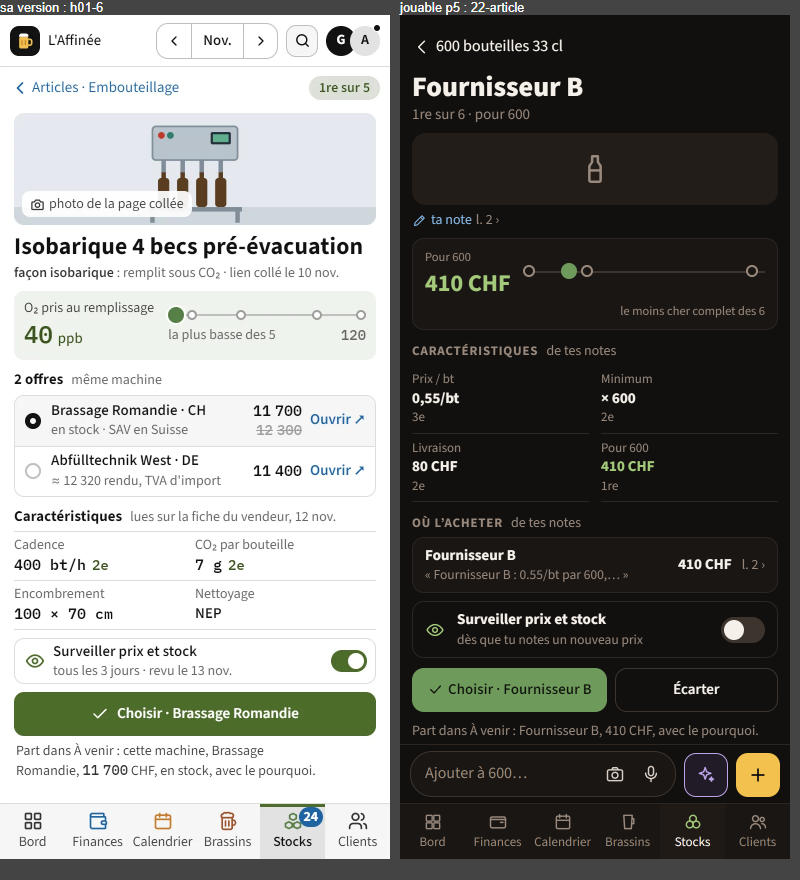 sa version : h01-6
L'Affinée
Nov.
G
A
Articles · Embouteillage
1re sur 5
photo de la page collée
Isobarique 4 becs pré-évacuation
façon isobarique : remplit sous CO₂ · lien collé le 10 nov.
O₂ pris au remplissage
40 ppb
la plus basse des 5
120
2 offres même machine
Brassage Romandie · CH
11 700
Ouvrir ↗
en stock · SAV en Suisse
12 300
Abfülltechnik West · DE
11 400
Ouvrir ↗
≈ 12 320 rendu, TVA d'import
Caractéristiques lues sur la fiche du vendeur, 12 nov.
Cadence
CO₂ par bouteille
400 bt/h 2e
7 g 2e
Encombrement
Nettoyage
100 × 70 cm
NEP
Surveiller prix et stock
tous les 3 jours · revu le 13 nov.
Choisir · Brassage Romandie
Part dans À venir : cette machine, Brassage
Romandie, 11 700 CHF, en stock, avec le pourquoi.
24
Bord
Finances
Calendrier
Brassins
Stocks
Clients
jouable p5 : 22-article
600 bouteilles 33 cl
Fournisseur B
1re sur 6 · pour 600
ta note l. 2 ›
Pour 600
410 CHF
le moins cher complet des 6
CARACTÉRISTIQUES de tes notes
Prix / bt
Minimum
0,55/bt
× 600
3e
2e
Livraison
Pour 600
80 CHF
410 CHF
2e
1re
OÙ L'ACHETER de tes notes
Fournisseur B
410 CHF l. 2 ›
« Fournisseur B : 0.55/bt par 600,… »
Surveiller prix et stock
dès que tu notes un nouveau prix
Choisir · Fournisseur B
Écarter
Part dans À venir : Fournisseur B, 410 CHF, avec le pourquoi.
Ajouter à 600…
Bord
Finances
Calendrier
Brassins
Stocks
Clients